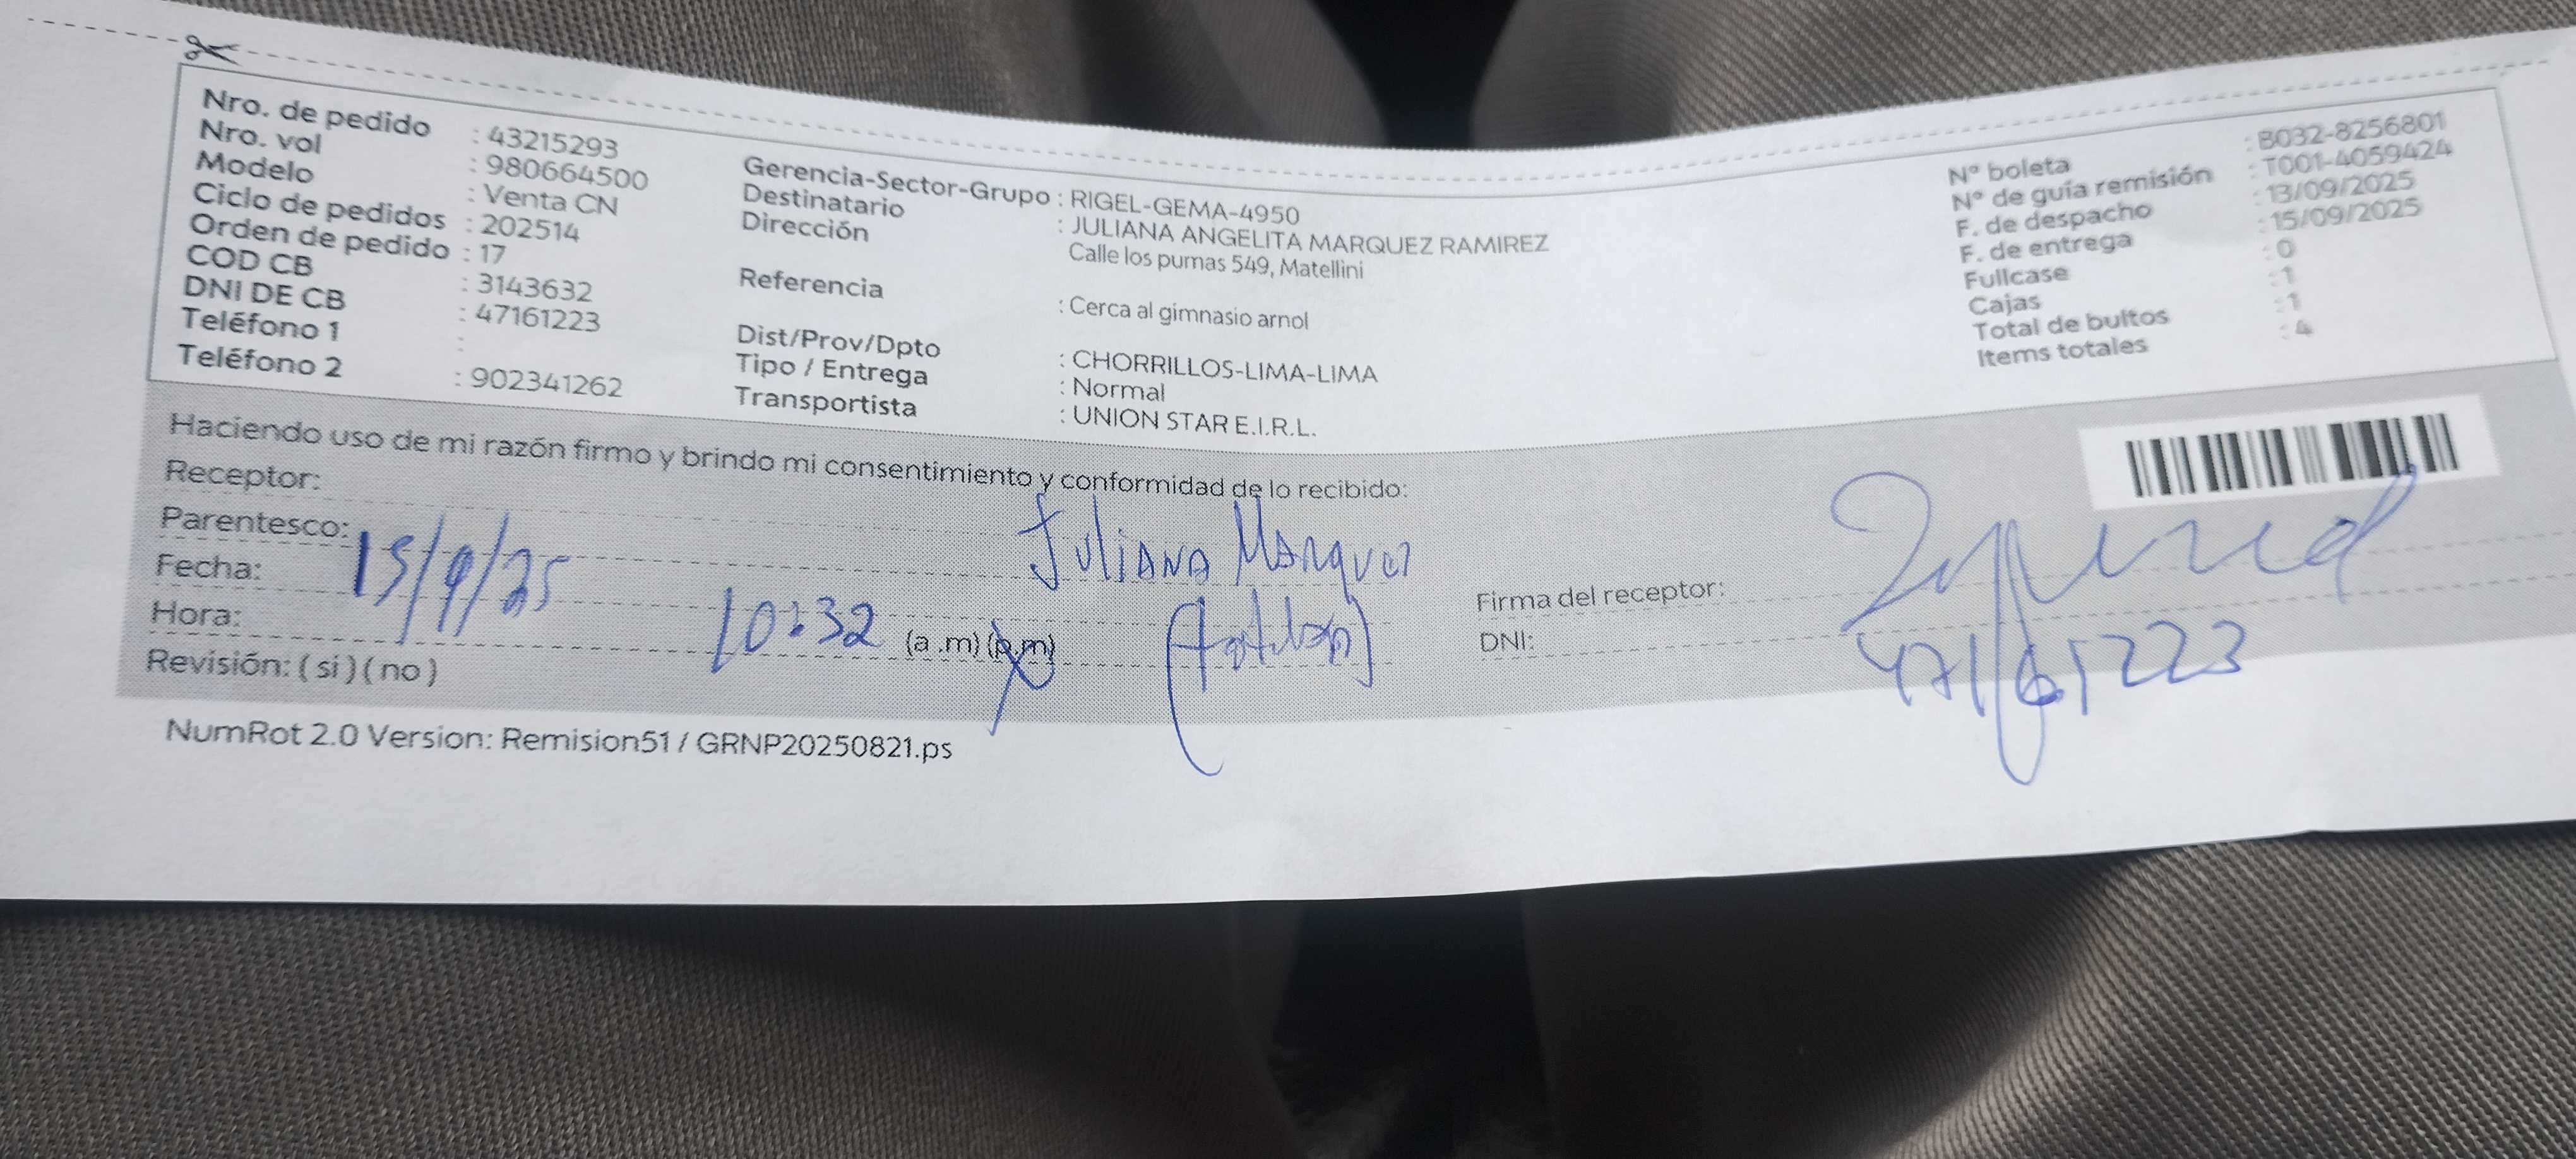 Nro. de pedido : 43215293
Nro. vol : 980664500
Modelo : Venta CN
Ciclo de pedidos : 202514
Orden de pedido : 17
COD CB : 3143632
DNI DE CB : 47161223
Teléfono 1 :
Teléfono 2 : 902341262
Gerencia-Sector-Grupo : RIGEL-GEMA-4950
Destinatario : JULIANA ANGELITA MARQUEZ RAMIREZ
Dirección Calle los pumas 549, Matellini
Referencia : Cerca al gimnasio arnol
Dist/Prov/Dpto : CHORRILLOS-LIMA-LIMA
Tipo / Entrega : Normal
Transportista : UNION STAR E.I.R.L.
N° boleta : B032-8256801
N° de guía remisión : T001-4059424
F. de despacho : 13/09/2025
F. de entrega : 15/09/2025
Fullcase : 0
Cajas : 1
Total de bultos : 1
Items totales : 4
Haciendo uso de mi razón firmo y brindo mi consentimiento y conformidad de lo recibido:
Receptor: Juliana Marquez
Parentesco:
Fecha: 15/9/25
Hora: 10:32 (a.m) (p.m)
Revisión: ( si ) ( no )
Firma del receptor:
DNI: 47161223
NumRot 2.0 Version: Remision51 / GRNP20250821.ps